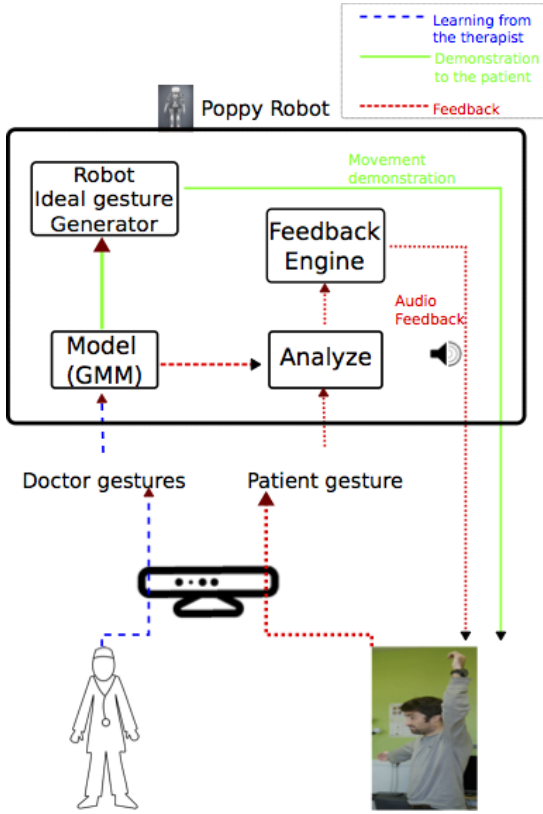 Learning from
the therapist
Demonstration
to the patient
Feedback
Poppy Robot
Robot
Ideal gesture
Generator
Movement
demonstration
Feedback
Engine
Audio
Feedback
Model
(GMM)
Analyze
Doctor gestures
Patient gesture